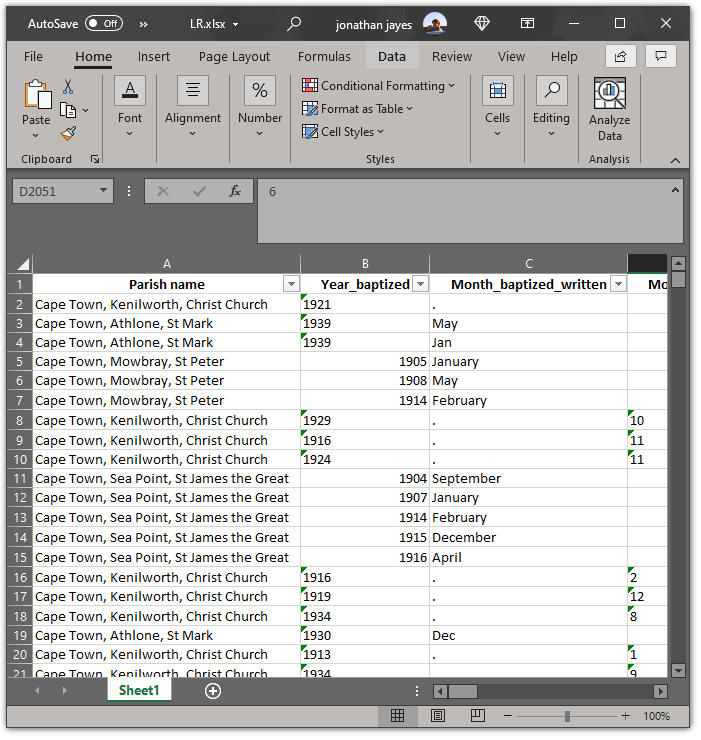 AutoSave Off » LR.xlsx jonathan jayes
File Home Insert Page Layout Formulas Data Review View Help
Paste Font Alignment % Number Conditional Formatting Format as Table Cell Styles Cells Editing Analyze Data
Clipboard Styles Analysis
D2051 fx 6
A B C
1 Parish name Year_baptized Month_baptized_written Mo
2 Cape Town, Kenilworth, Christ Church 1921 .
3 Cape Town, Athlone, St Mark 1939 May
4 Cape Town, Athlone, St Mark 1939 Jan
5 Cape Town, Mowbray, St Peter 1905 January
6 Cape Town, Mowbray, St Peter 1908 May
7 Cape Town, Mowbray, St Peter 1914 February
8 Cape Town, Kenilworth, Christ Church 1929 . 10
9 Cape Town, Kenilworth, Christ Church 1916 . 11
10 Cape Town, Kenilworth, Christ Church 1924 . 11
11 Cape Town, Sea Point, St James the Great 1904 September
12 Cape Town, Sea Point, St James the Great 1907 January
13 Cape Town, Sea Point, St James the Great 1914 February
14 Cape Town, Sea Point, St James the Great 1915 December
15 Cape Town, Sea Point, St James the Great 1916 April
16 Cape Town, Kenilworth, Christ Church 1916 . 2
17 Cape Town, Kenilworth, Christ Church 1919 . 12
18 Cape Town, Kenilworth, Christ Church 1934 . 8
19 Cape Town, Athlone, St Mark 1930 Dec
20 Cape Town, Kenilworth, Christ Church 1913 . 1
21 Cape Town, Kenilworth, Christ Church 1934 . 9
Sheet1
100%